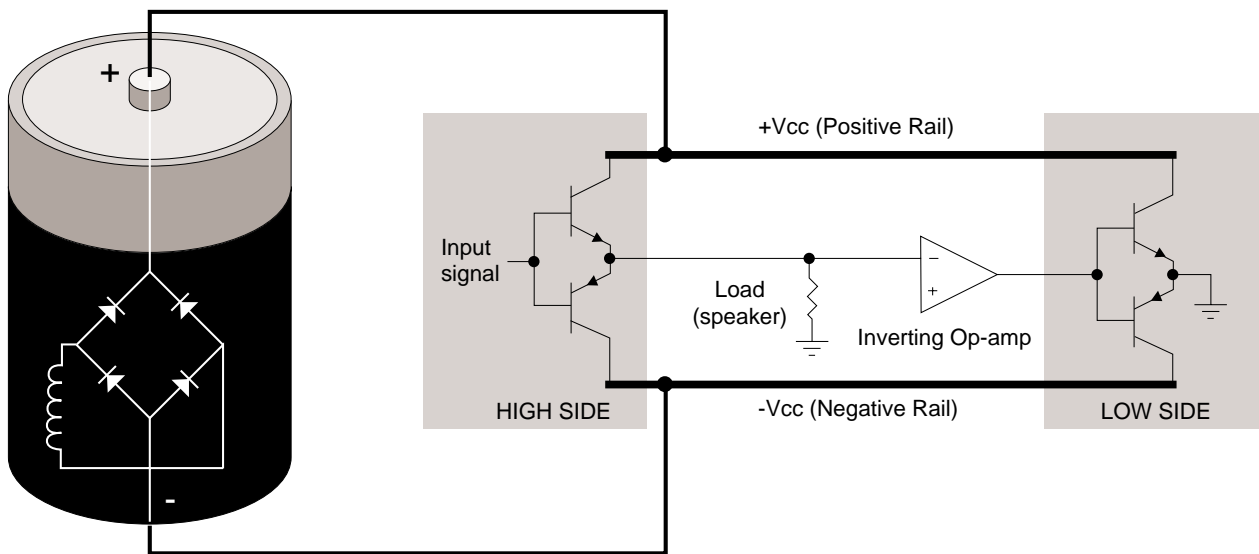 +
+Vcc (Positive Rail)
Input
signal
Load
(speaker)
−
+
Inverting Op-amp
HIGH SIDE
-Vcc (Negative Rail)
LOW SIDE
-